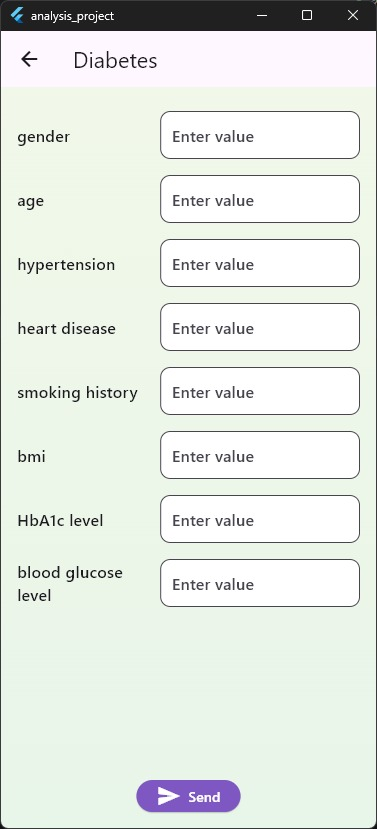 analysis_project
Diabetes
gender
Enter value
age
Enter value
hypertension
Enter value
heart disease
Enter value
smoking history
Enter value
bmi
Enter value
HbA1c level
Enter value
blood glucose
level
Enter value
Send